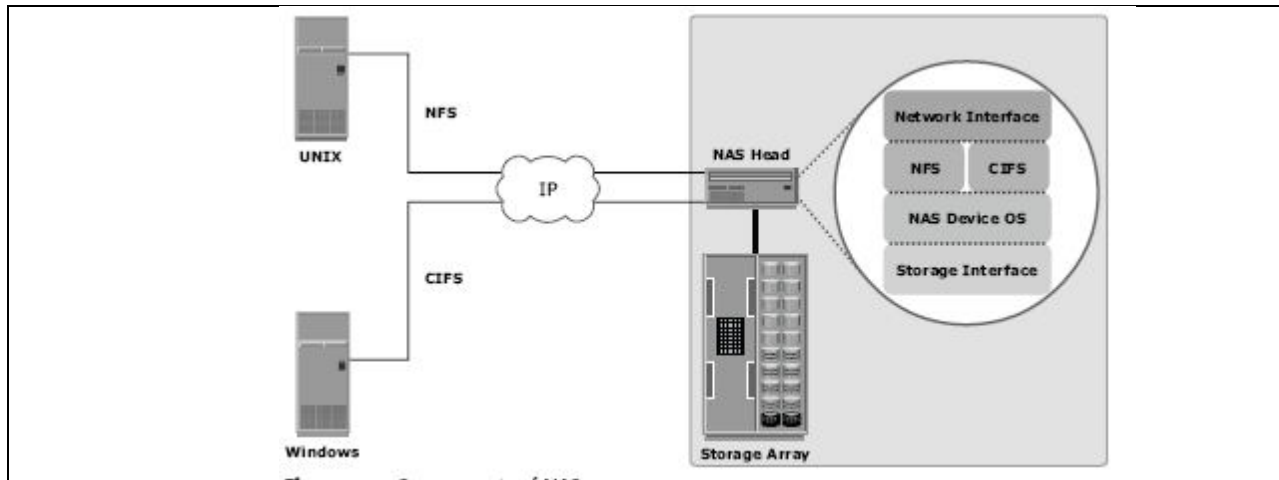 UNIX
NFS
IP
CIFS
Windows
NAS Head
Storage Array
Network Interface
NFS CIFS
NAS Device OS
Storage Interface